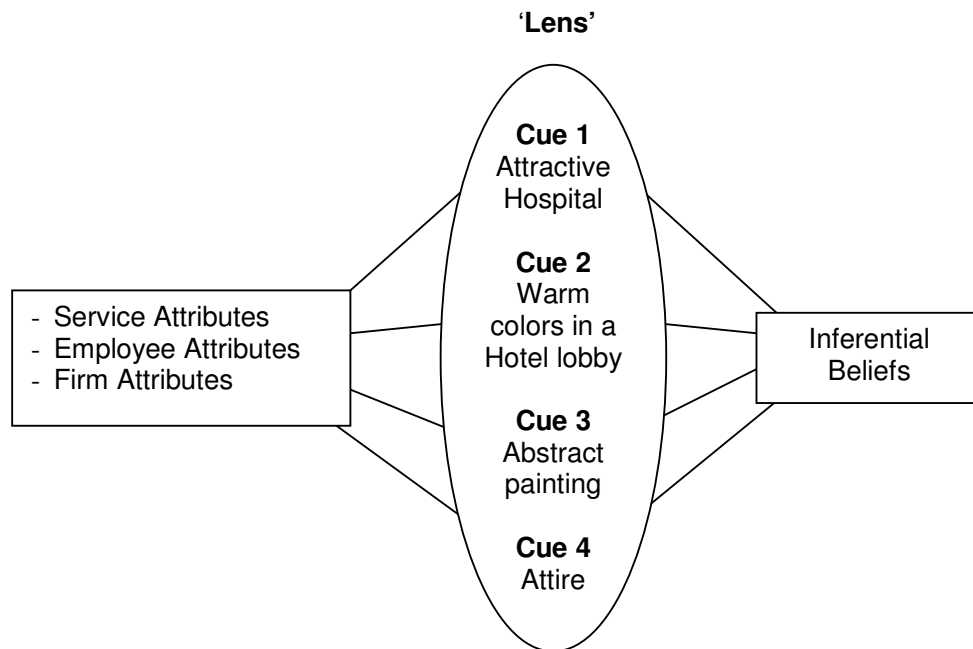 ‘Lens’
Cue 1
Attractive
Hospital
Cue 2
Warm
colors in a
Hotel lobby
Cue 3
Abstract
painting
Cue 4
Attire
- Service Attributes
- Employee Attributes
- Firm Attributes
Inferential
Beliefs